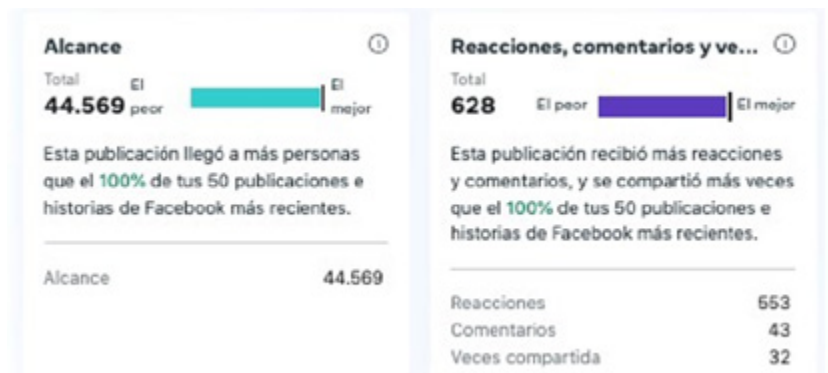 Alcance
Total
44.569
El peor
El mejor
Esta publicación llegó a más personas
que el 100% de tus 50 publicaciones e
historias de Facebook más recientes.
Alcance 44.569
Reacciones, comentarios y ve...
Total
628
El peor
El mejor
Esta publicación recibió más reacciones
y comentarios, y se compartió más veces
que el 100% de tus 50 publicaciones e
historias de Facebook más recientes.
Reacciones 553
Comentarios 43
Veces compartida 32